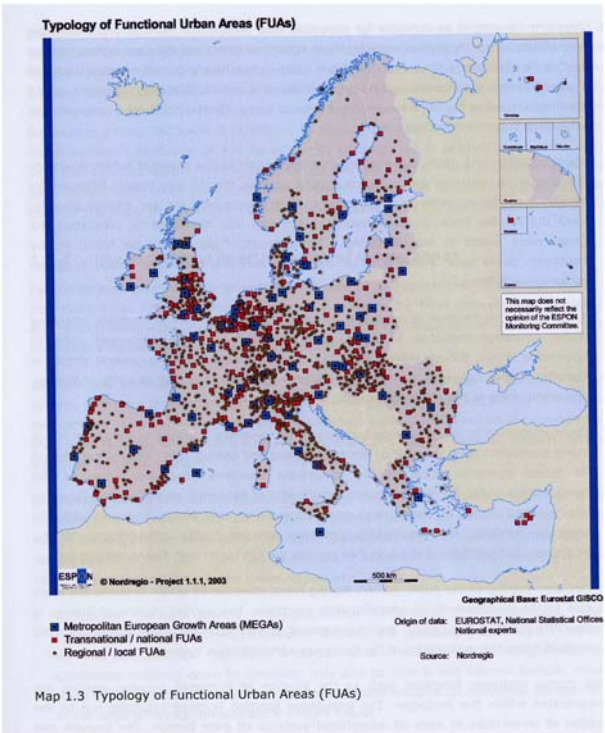 Typology of Functional Urban Areas (FUAs)
This map does not
necessarily reflect the
opinion of the ESPON
Monitoring Committee.
ESPON
© Nordregio - Project 1.1.1, 2003
500 km
Geographical Base: Eurostat GISCO
Metropolitan European Growth Areas (MEGAs)
Transnational / national FUAs
Regional / local FUAs
Origin of data: EUROSTAT, National Statistical Offices
National experts
Source: Nordregio
Map 1.3 Typology of Functional Urban Areas (FUAs)